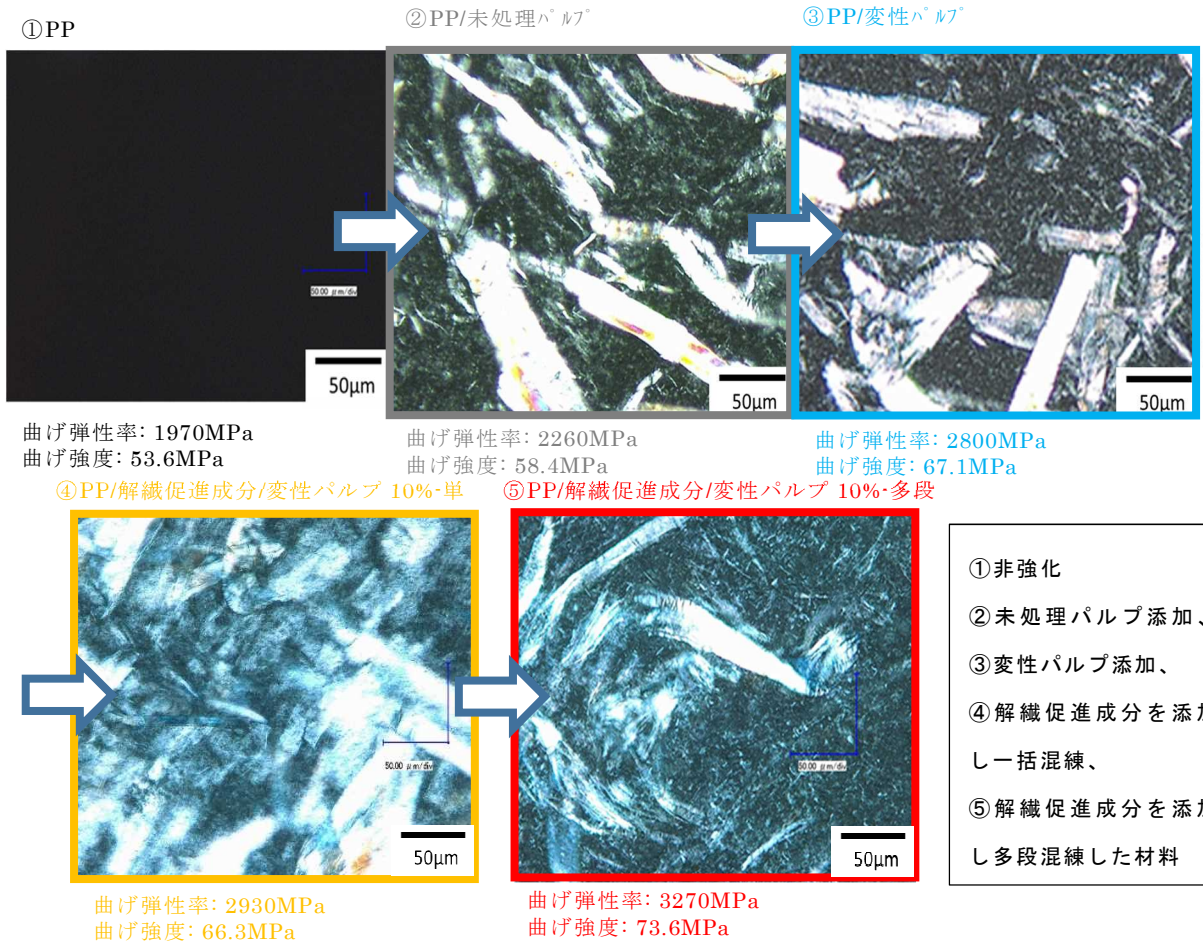 ①PP
②PP/未処理ﾊﾟﾙﾌﾟ
③PP/変性ﾊﾟﾙﾌﾟ
50.00 μm/div
50μm
50μm
50μm
曲げ弾性率: 1970MPa
曲げ強度: 53.6MPa
曲げ弾性率: 2260MPa
曲げ強度: 58.4MPa
曲げ弾性率: 2800MPa
曲げ強度: 67.1MPa
④PP/解繊促進成分/変性パルプ 10%-単
⑤PP/解繊促進成分/変性パルプ 10%-多段
50.00 μm/div
50μm
50.00 μm/div
50μm
曲げ弾性率: 2930MPa
曲げ強度: 66.3MPa
曲げ弾性率: 3270MPa
曲げ強度: 73.6MPa
①非強化
②未処理パルプ添加、
③変性パルプ添加、
④解繊促進成分を添加
し一括混練、
⑤解繊促進成分を添加
し多段混練した材料